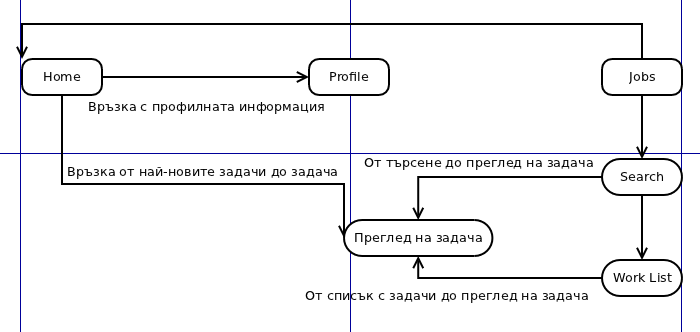 Home
Profile
Jobs
Връзка с профилната информация
От търсене до преглед на задача
Връзка от най-новите задачи до задача
Search
Преглед на задача
Work List
От списък с задачи до преглед на задача